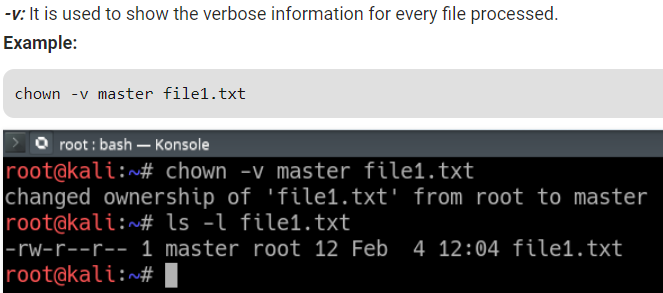 -v: It is used to show the verbose information for every file processed.
Example:
chown -v master file1.txt
root : bash — Konsole
root@kali:~# chown -v master file1.txt
changed ownership of 'file1.txt' from root to master
root@kali:~# ls -l file1.txt
-rw-r--r-- 1 master root 12 Feb  4 12:04 file1.txt
root@kali:~#